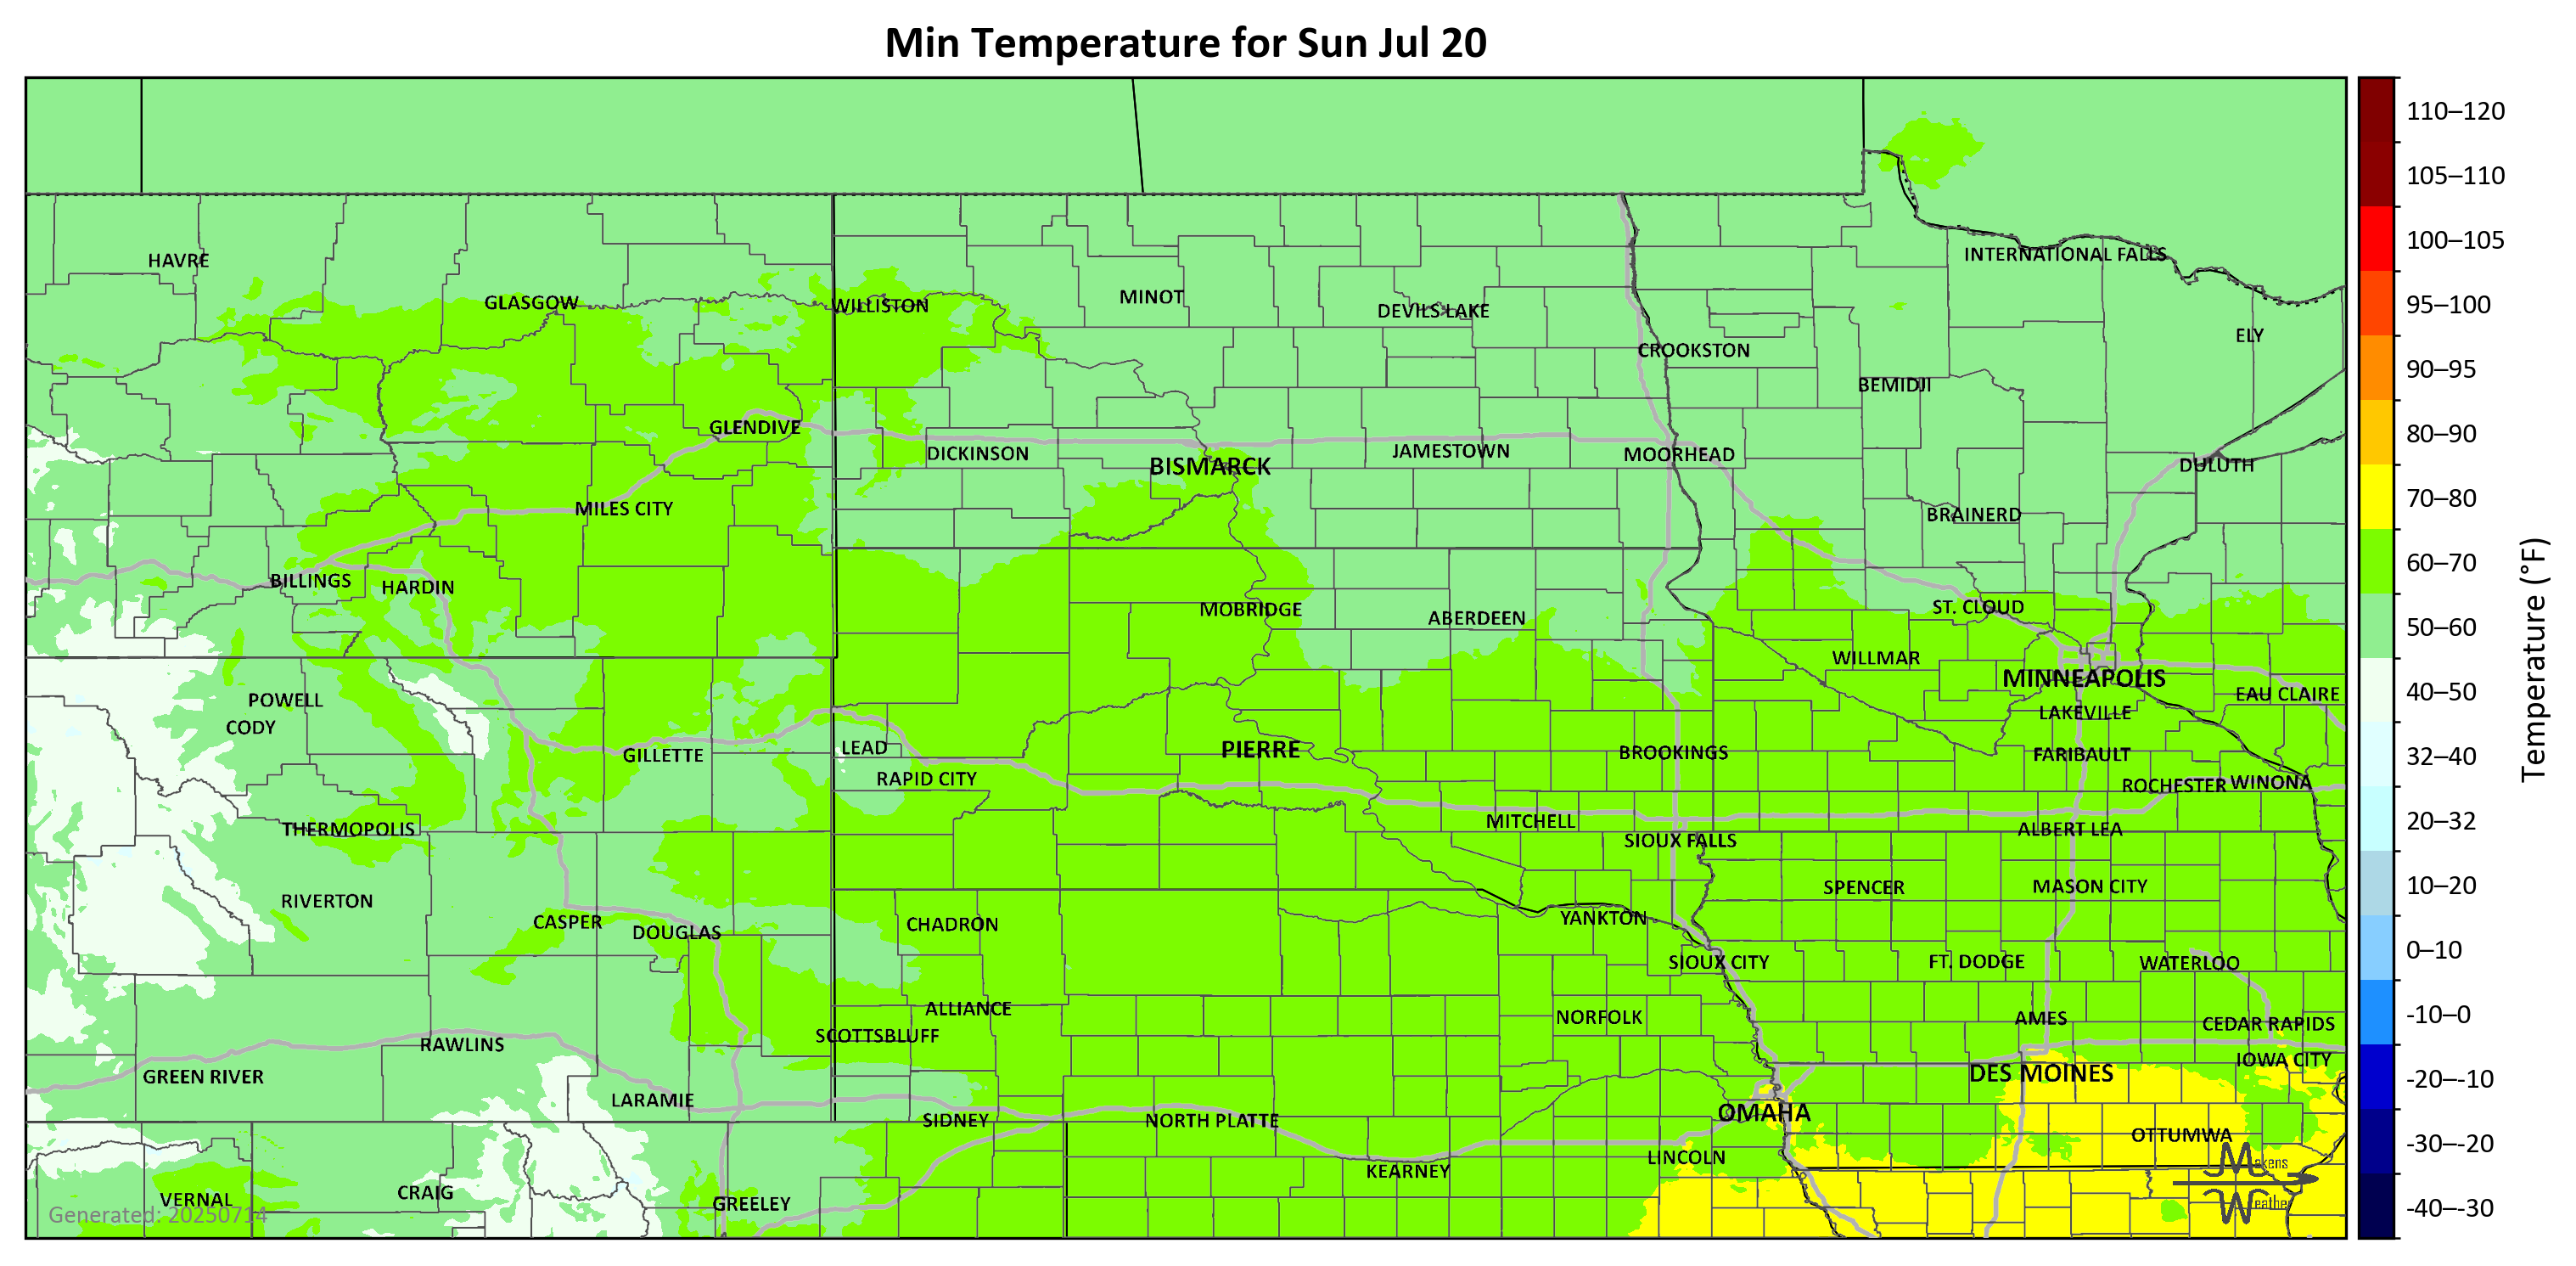 Min Temperature for Sun Jul 20
110–120
105–110
100–105
95–100
90–95
80–90
70–80
60–70
50–60
40–50
32–40
20–32
10–20
0–10
-10–0
-20–-10
-30–-20
-40–-30
Temperature (°F)
HAVRE
INTERNATIONAL FALLS
GLASGOW
WILLISTON
MINOT
DEVILS LAKE
ELY
CROOKSTON
BEMIDJI
GLENDIVE
DICKINSON
BISMARCK
JAMESTOWN
MOORHEAD
DULUTH
MILES CITY
BRAINERD
BILLINGS
HARDIN
MOBRIDGE
ABERDEEN
ST. CLOUD
WILLMAR
MINNEAPOLIS
EAU CLAIRE
POWELL
CODY
LAKEVILLE
GILLETTE
LEAD
PIERRE
BROOKINGS
FARIBAULT
RAPID CITY
ROCHESTER
WINONA
THERMOPOLIS
MITCHELL
SIOUX FALLS
ALBERT LEA
RIVERTON
SPENCER
MASON CITY
CASPER
DOUGLAS
CHADRON
YANKTON
SIOUX CITY
FT. DODGE
WATERLOO
ALLIANCE
NORFOLK
AMES
CEDAR RAPIDS
SCOTTSBLUFF
RAWLINS
IOWA CITY
GREEN RIVER
DES MOINES
LARAMIE
SIDNEY
NORTH PLATTE
OMAHA
OTTUMWA
LINCOLN
KEARNEY
VERNAL
CRAIG
GREELEY
Makens
Weather
Generated: 20250714